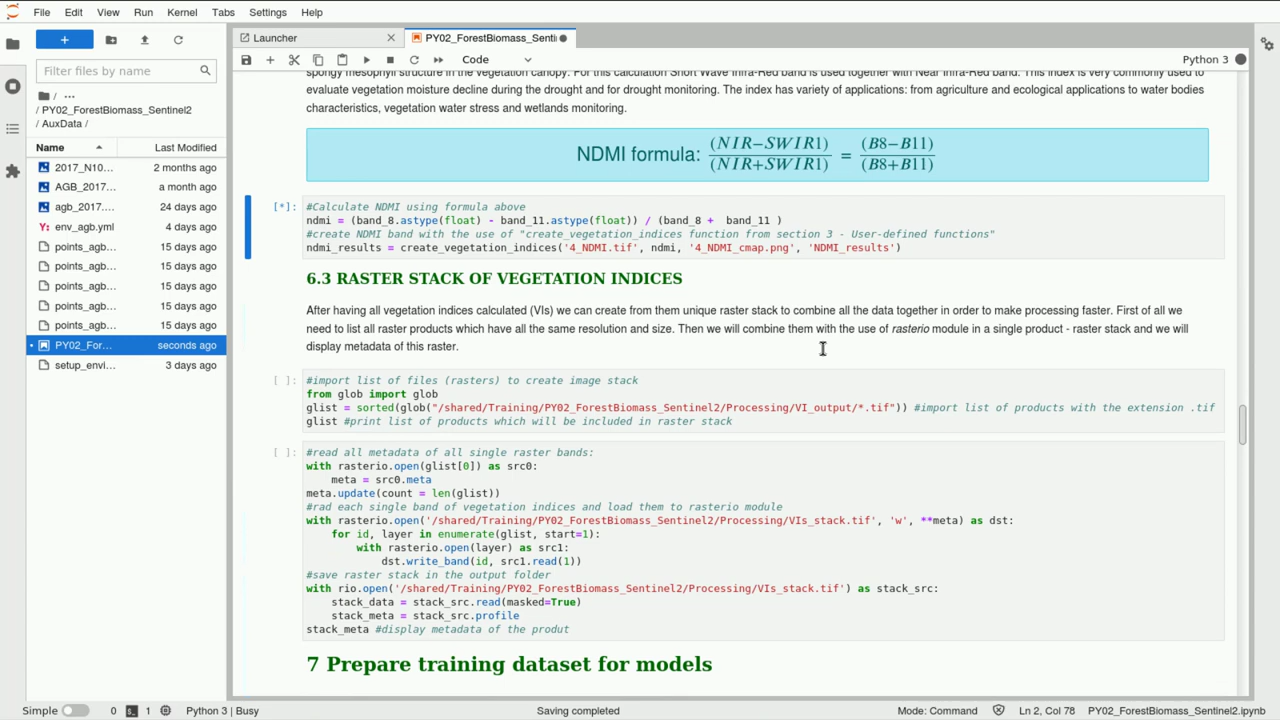 File Edit View Run Kernel Tabs Settings Help
Launcher
PY02_ForestBiomass_Senti
Code
Python 3
Filter files by name
/ ...
/ PY02_ForestBiomass_Sentinel2
/ AuxData /
Name Last Modified
2017_N10... 2 months ago
AGB_2017... a month ago
agb_2017.... 24 days ago
Y: env_agb.yml 4 days ago
points_agb... 15 days ago
points_agb... 15 days ago
points_agb... 15 days ago
points_agb... 15 days ago
points_agb... 15 days ago
PY02_For... seconds ago
setup_envi... 3 days ago
spongy mesophyll structure in the vegetation canopy. For this calculation Short Wave Infra-Red band is used together with Near Infra-Red band. This index is very commonly used to
evaluate vegetation moisture decline during the drought and for drought monitoring. The index has variety of applications: from agriculture and ecological applications to water bodies
characteristics, vegetation water stress and wetlands monitoring.
NDMI formula: (NIR−SWIR1) / (NIR+SWIR1) = (B8−B11) / (B8+B11)
[*]: #Calculate NDMI using formula above
ndmi = (band_8.astype(float) - band_11.astype(float)) / (band_8 + band_11 )
#create NDMI band with the use of "create_vegetation_indices function from section 3 - User-defined functions"
ndmi_results = create_vegetation_indices('4_NDMI.tif', ndmi, '4_NDMI_cmap.png', 'NDMI_results')
6.3 RASTER STACK OF VEGETATION INDICES
After having all vegetation indices calculated (VIs) we can create from them unique raster stack to combine all the data together in order to make processing faster. First of all we
need to list all raster products which have all the same resolution and size. Then we will combine them with the use of rasterio module in a single product - raster stack and we will
display metadata of this raster.
[ ]: #import list of files (rasters) to create image stack
from glob import glob
glist = sorted(glob("/shared/Training/PY02_ForestBiomass_Sentinel2/Processing/VI_output/*.tif")) #import list of products with the extension .tif
glist #print list of products which will be included in raster stack
[ ]: #read all metadata of all single raster bands:
with rasterio.open(glist[0]) as src0:
meta = src0.meta
meta.update(count = len(glist))
#rad each single band of vegetation indices and load them to rasterio module
with rasterio.open('/shared/Training/PY02_ForestBiomass_Sentinel2/Processing/VIs_stack.tif', 'w', **meta) as dst:
for id, layer in enumerate(glist, start=1):
with rasterio.open(layer) as src1:
dst.write_band(id, src1.read(1))
#save raster stack in the output folder
with rio.open('/shared/Training/PY02_ForestBiomass_Sentinel2/Processing/VIs_stack.tif') as stack_src:
stack_data = stack_src.read(masked=True)
stack_meta = stack_src.profile
stack_meta #display metadata of the produt
7 Prepare training dataset for models
Simple 0 1 Python 3 | Busy Saving completed Mode: Command Ln 2, Col 78 PY02_ForestBiomass_Sentinel2.ipynb